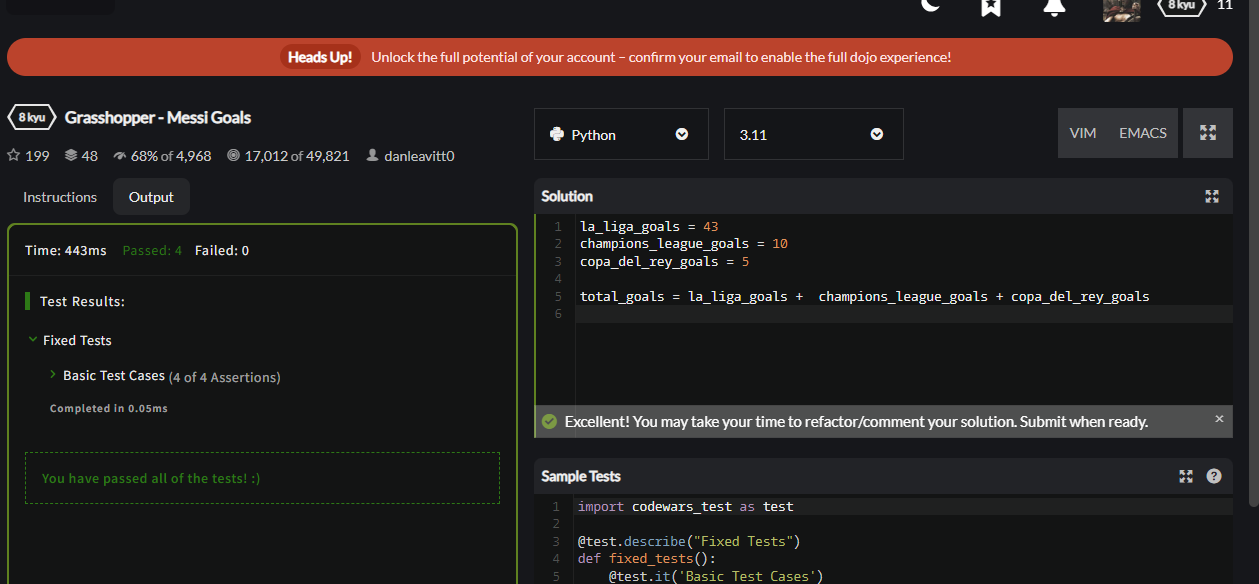 8 kyu 11
Heads Up! Unlock the full potential of your account – confirm your email to enable the full dojo experience!
8 kyu Grasshopper - Messi Goals
199 48 68% of 4,968 17,012 of 49,821 danleavitt0
Instructions Output
Time: 443ms Passed: 4 Failed: 0
Test Results:
Fixed Tests
Basic Test Cases (4 of 4 Assertions)
Completed in 0.05ms
You have passed all of the tests! :)
Python 3.11 VIM EMACS
Solution
1 la_liga_goals = 43
2 champions_league_goals = 10
3 copa_del_rey_goals = 5
4
5 total_goals = la_liga_goals +  champions_league_goals + copa_del_rey_goals
6
Excellent! You may take your time to refactor/comment your solution. Submit when ready. ×
Sample Tests ?
1 import codewars_test as test
2
3 @test.describe("Fixed Tests")
4 def fixed_tests():
5     @test.it('Basic Test Cases')